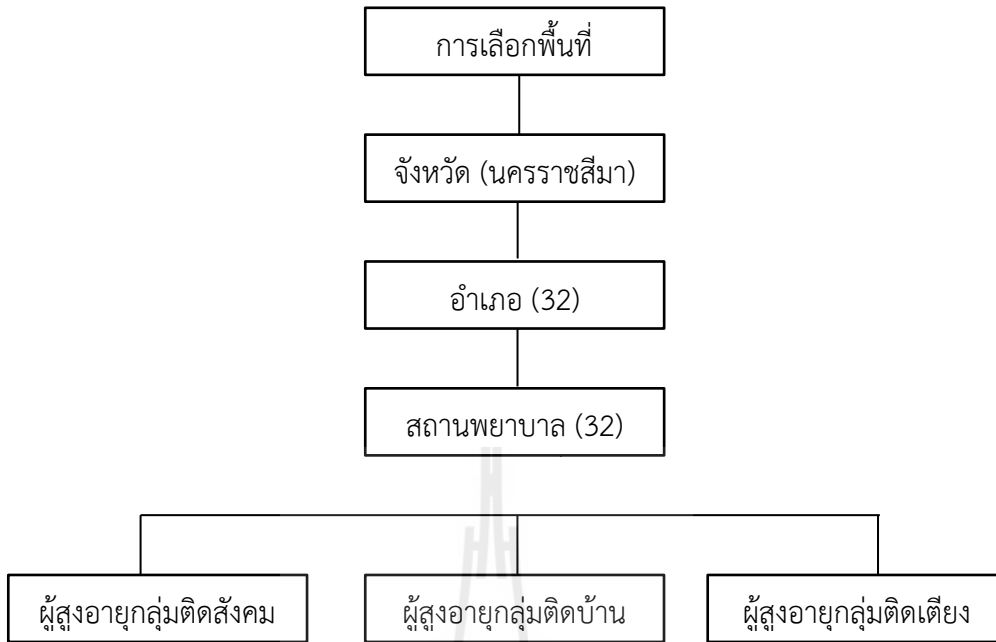 การเลือกพื้นที่
จังหวัด (นครราชสีมา)
อำเภอ (32)
สถานพยาบาล (32)
ผู้สูงอายุกลุ่มติดสังคม
ผู้สูงอายุกลุ่มติดบ้าน
ผู้สูงอายุกลุ่มติดเตียง